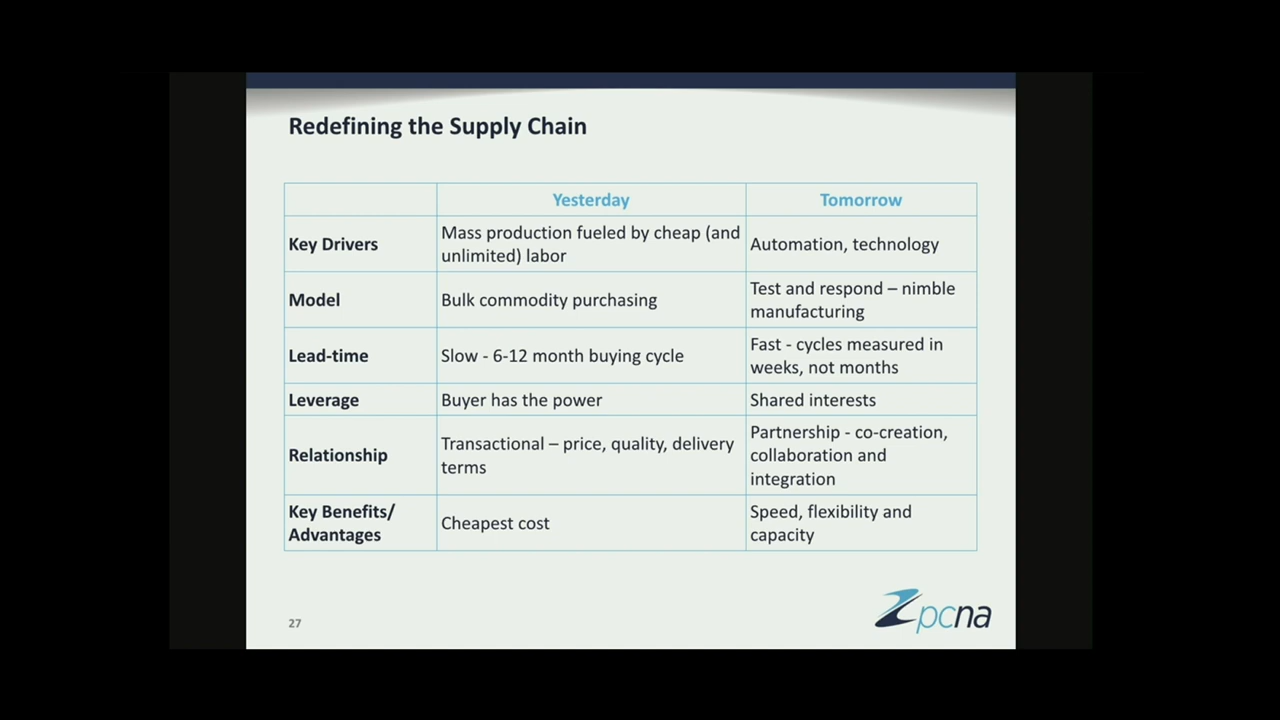 Redefining the Supply Chain
Yesterday
Tomorrow
Key Drivers
Mass production fueled by cheap (and
unlimited) labor
Automation, technology
Model
Bulk commodity purchasing
Test and respond – nimble
manufacturing
Lead-time
Slow - 6-12 month buying cycle
Fast - cycles measured in
weeks, not months
Leverage
Buyer has the power
Shared interests
Relationship
Transactional – price, quality, delivery
terms
Partnership - co-creation,
collaboration and
integration
Key Benefits/
Advantages
Cheapest cost
Speed, flexibility and
capacity
27
pcna